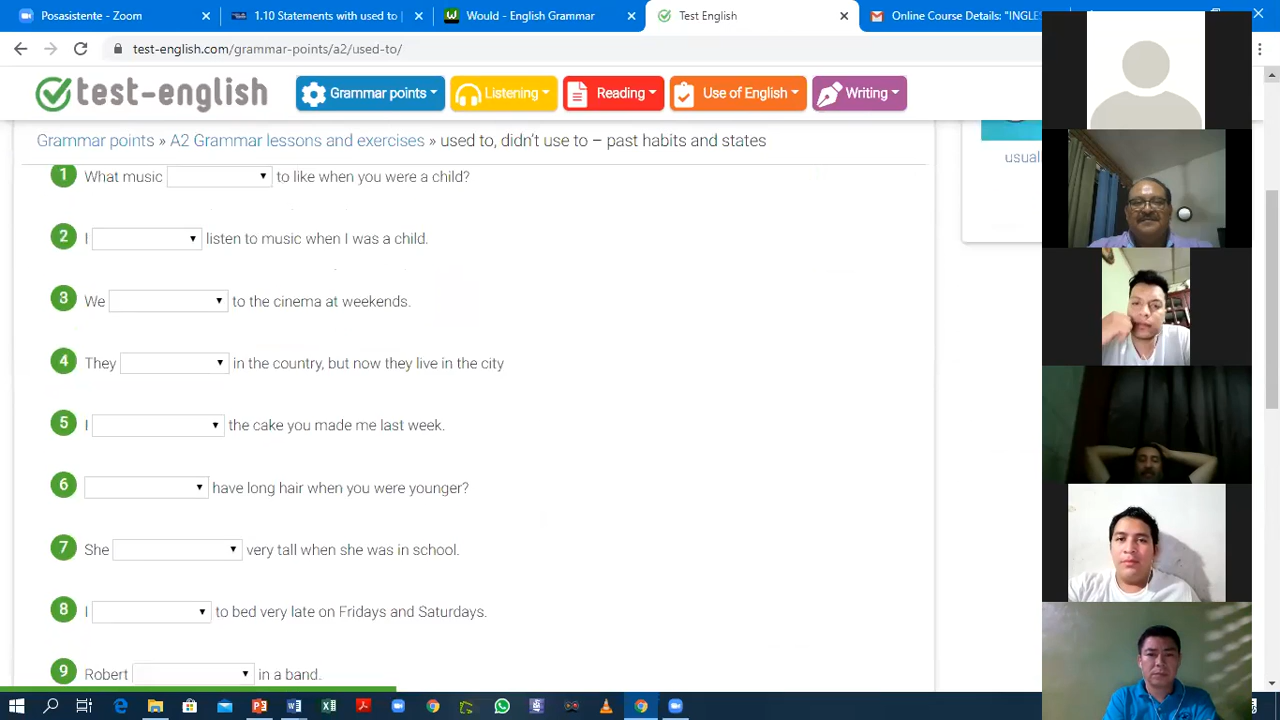 Posasistente - Zoom
1.10 Statements with used to
Would - English Grammar
Test English
Online Course Details: "INGLES
test-english.com/grammar-points/a2/used-to/
test-english
Grammar points
Listening
Reading
Use of English
Writing
Grammar points » A2 Grammar lessons and exercises » used to, didn't use to – past habits and states
usual
1 What music to like when you were a child?
2 I listen to music when I was a child.
3 We to the cinema at weekends.
4 They in the country, but now they live in the city
5 I the cake you made me last week.
6 have long hair when you were younger?
7 She very tall when she was in school.
8 I to bed very late on Fridays and Saturdays.
9 Robert in a band.